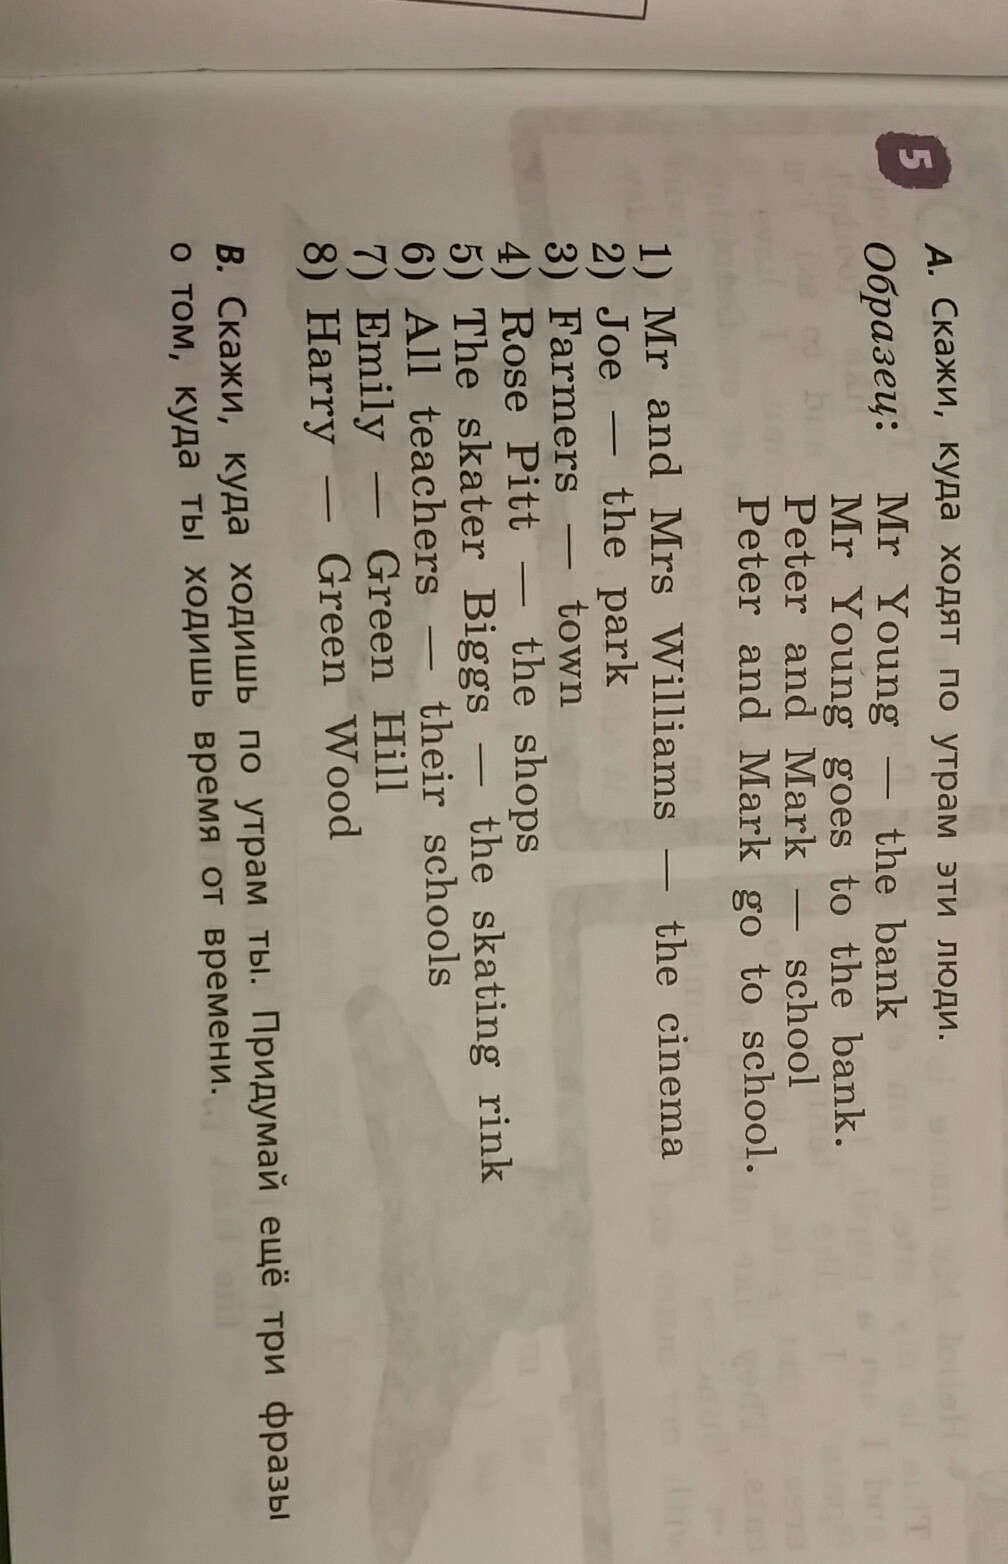 5
A. Скажи, куда ходят по утрам эти люди.
Образец: Mr Young — the bank
Mr Young goes to the bank.
Peter and Mark — school
Peter and Mark go to school.
1) Mr and Mrs Williams — the cinema
2) Joe — the park
3) Farmers — town
4) Rose Pitt — the shops
5) The skater Biggs — the skating rink
6) All teachers — their schools
7) Emily — Green Hill
8) Harry — Green Wood
B. Скажи, куда ходишь по утрам ты. Придумай ещё три фразы
о том, куда ты ходишь время от времени.